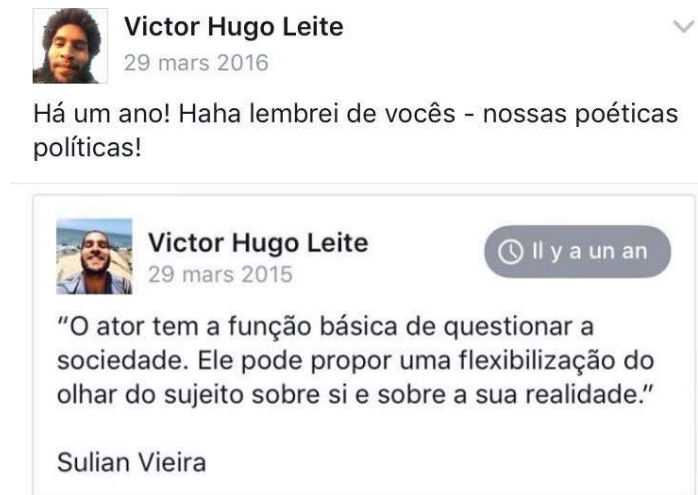 Victor Hugo Leite
29 mars 2016
Há um ano! Haha lembrei de vocês - nossas poéticas
políticas!
Victor Hugo Leite
29 mars 2015
Il y a un an
“O ator tem a função básica de questionar a
sociedade. Ele pode propor uma flexibilização do
olhar do sujeito sobre si e sobre a sua realidade.”
Sulian Vieira